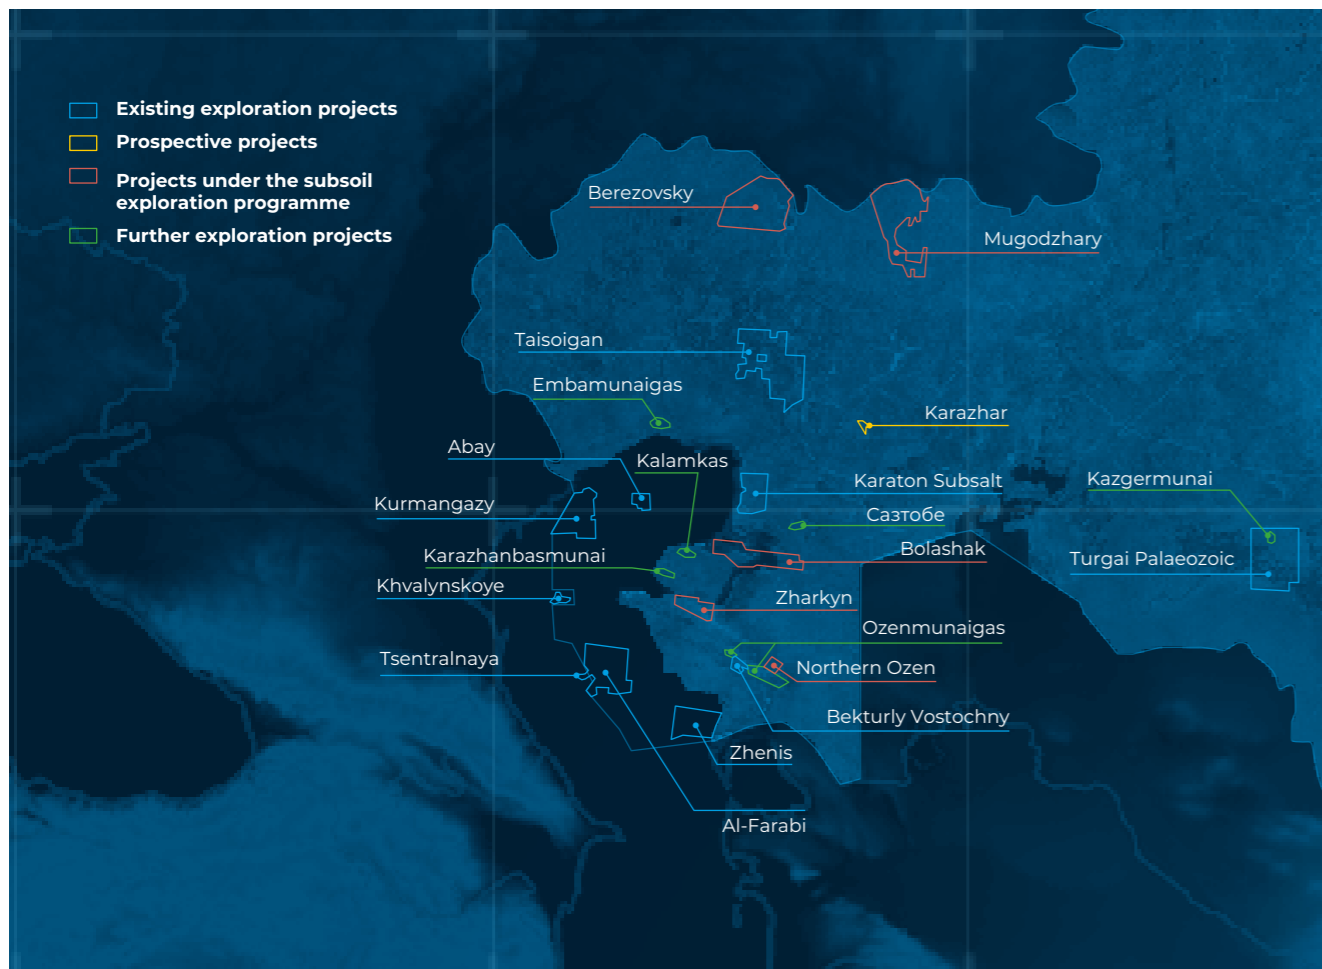 Existing exploration projects
Prospective projects
Projects under the subsoil
exploration programme
Further exploration projects
Berezovsky
Mugodzhary
Taisoigan
Embamunaigas
Karazhar
Abay
Kalamkas
Karaton Subsalt
Kazgermunai
Kurmangazy
Сазтобе
Bolashak
Karazhanbasmunai
Turgai Palaeozoic
Khvalynskoye
Zharkyn
Ozenmunaigas
Tsentralnaya
Northern Ozen
Bekturly Vostochny
Zhenis
Al-Farabi